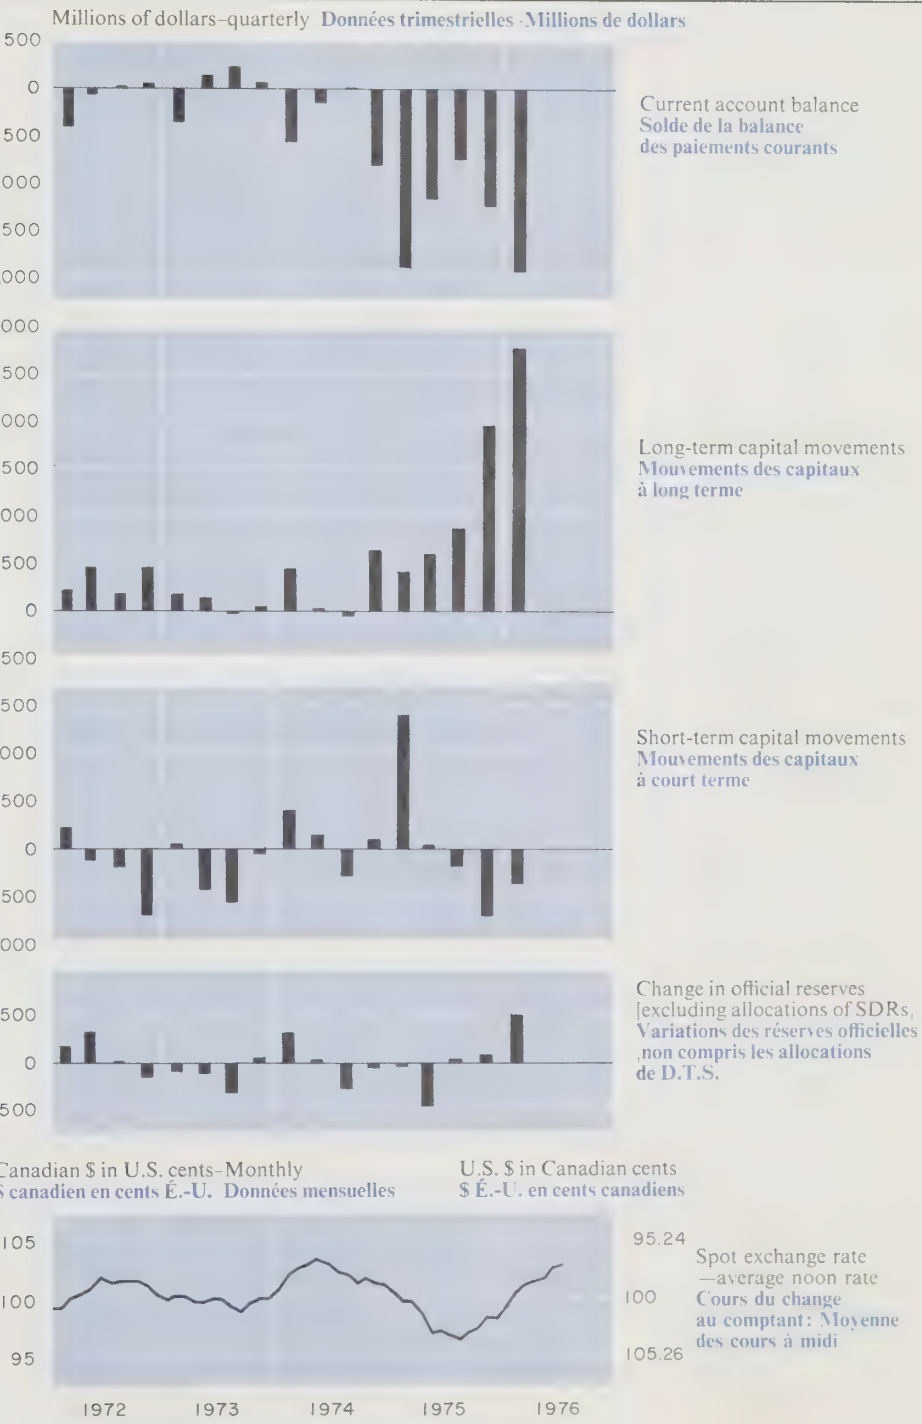 Millions of dollars–quarterly Données trimestrielles - Millions de dollars
500
0
500
000
500
000
Current account balance
Solde de la balance
des paiements courants
000
500
000
500
000
500
0
500
Long-term capital movements
Mouvements des capitaux
à long terme
500
000
500
0
500
000
Short-term capital movements
Mouvements des capitaux
à court terme
500
0
500
Change in official reserves
[excluding allocations of SDRs,
Variations des réserves officielles
,non compris les allocations
de D.T.S.
Canadian $ in U.S. cents–Monthly
$ canadien en cents É.-U. Données mensuelles
U.S. $ in Canadian cents
$ É.-U. en cents canadiens
105
100
95
95.24
100
105.26
Spot exchange rate
—average noon rate
Cours du change
au comptant: Moyenne
des cours à midi
1972 1973 1974 1975 1976